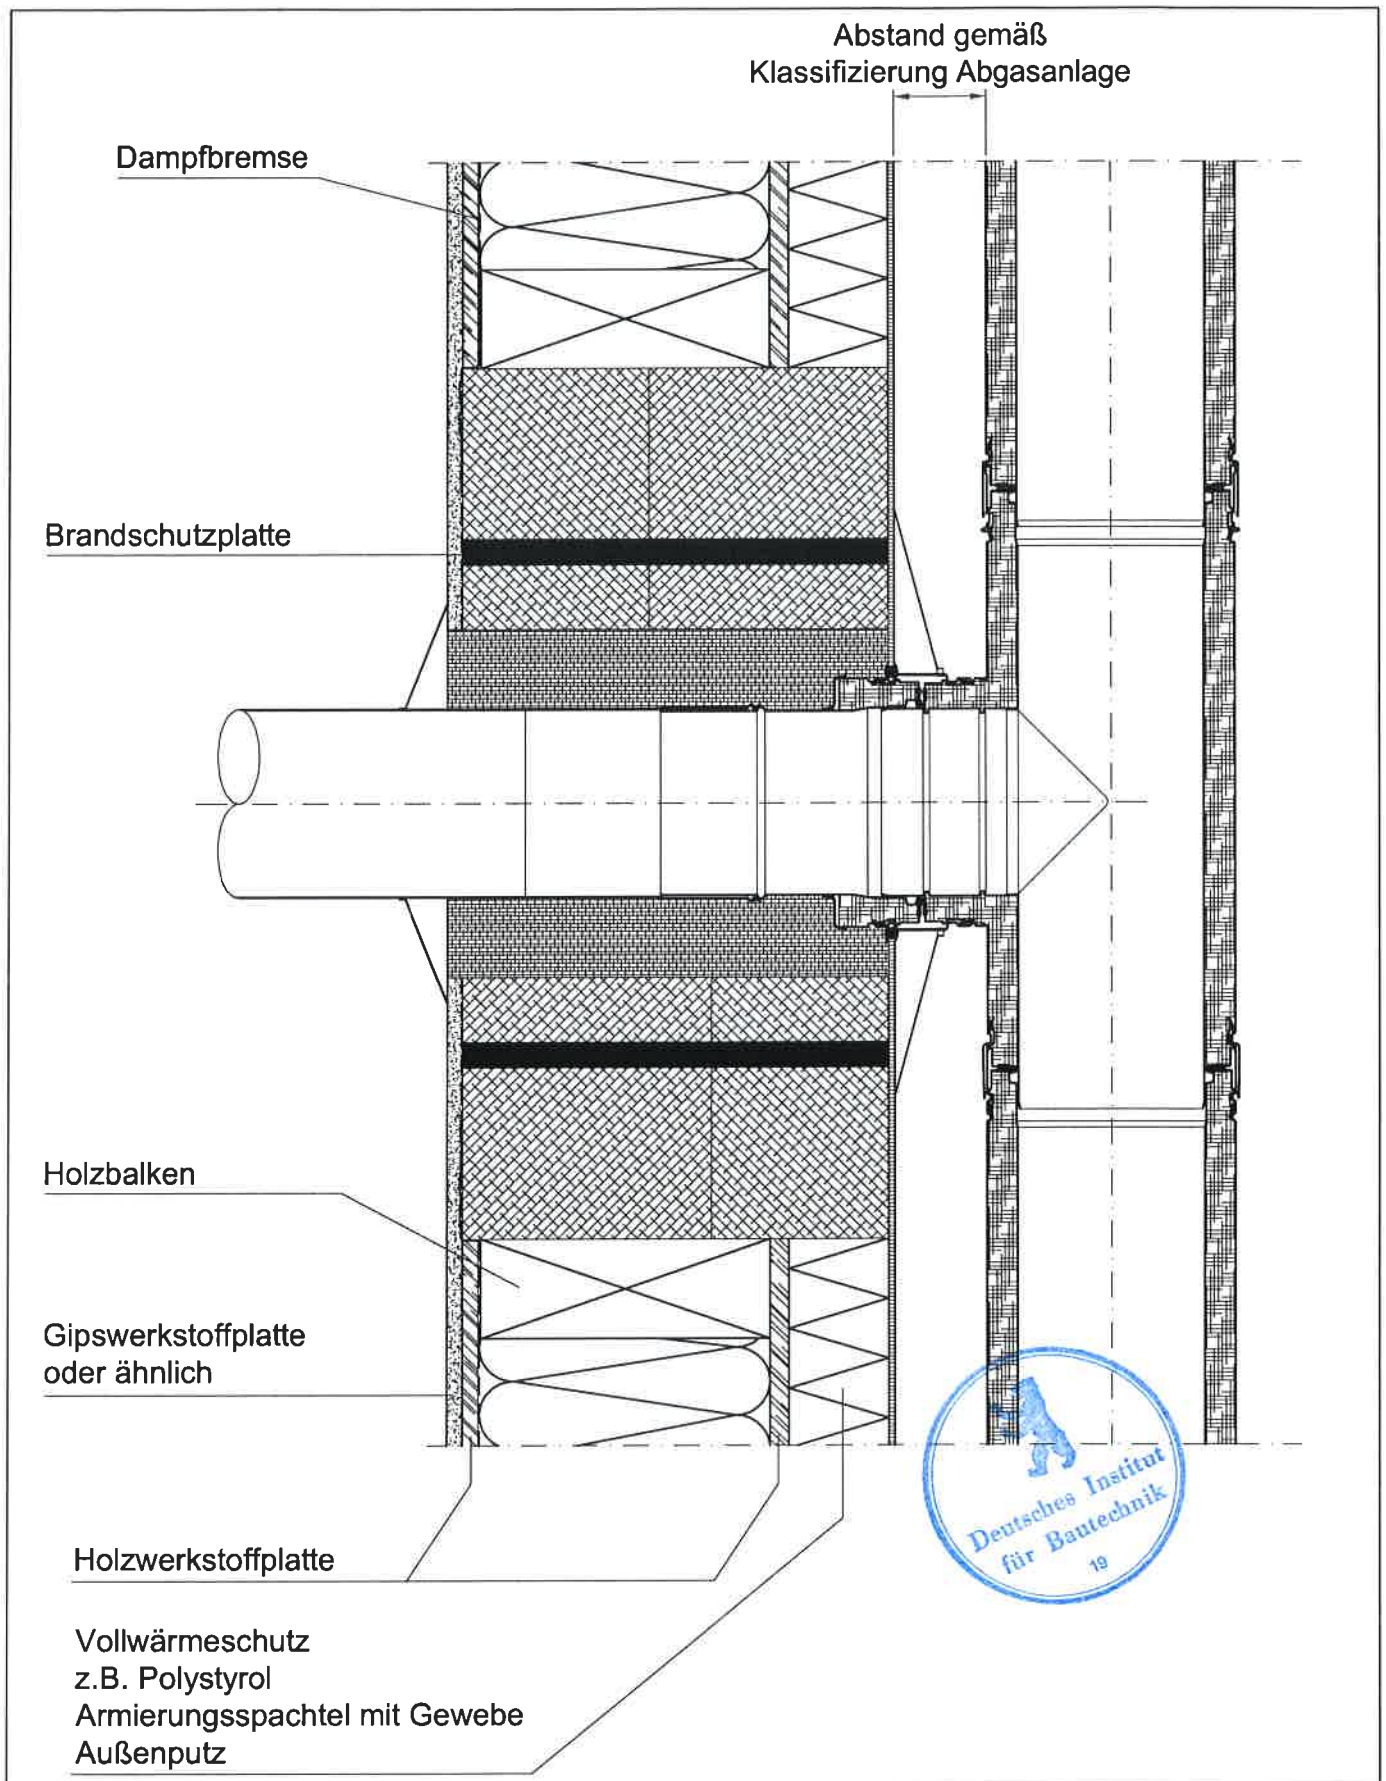 Abstand gemäß
Klassifizierung Abgasanlage
Dampfbremse
Brandschutzplatte
Holzbalken
Gipswerkstoffplatte
oder ähnlich
Holzwerkstoffplatte
Vollwärmeschutz
z.B. Polystyrol
Armierungsspachtel mit Gewebe
Außenputz
Deutsches Institut
für Bautechnik
19